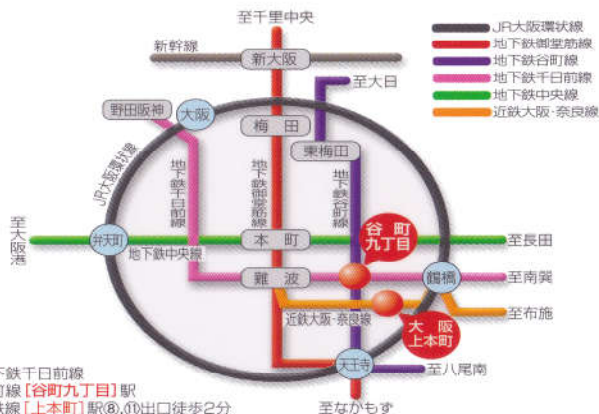 至千里中央
新幹線
新大阪
JR大阪環状線
地下鉄御堂筋線
地下鉄谷町線
地下鉄千日前線
地下鉄中央線
近鉄大阪・奈良線
至大日
野田阪神
大阪
梅田
東梅田
JR大阪環状線
地下鉄千日前線
地下鉄御堂筋線
地下鉄谷町線
谷町
九丁目
至大阪港
弁天町
地下鉄中央線
本町
至長田
難波
鶴橋
至南巽
近鉄大阪・奈良線
大阪
上本町
至布施
天王寺
至八尾南
至なかもず
下鉄千日前線
前線[谷町九丁目]駅
鉄線[上本町]駅⑧,⑪出口徒歩2分